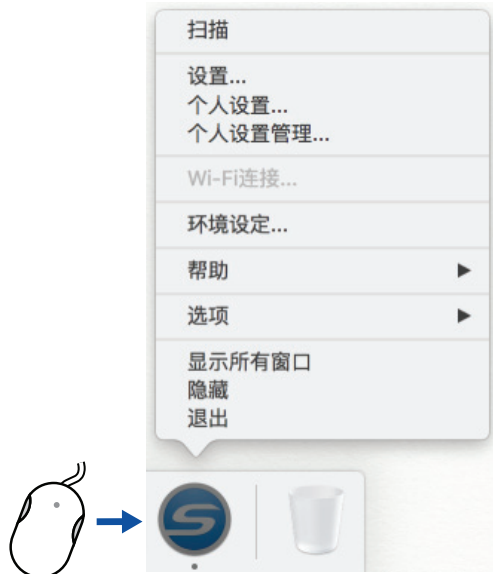 扫描
设置...
个人设置...
个人设置管理...
Wi-Fi连接...
环境设定...
帮助
选项
显示所有窗口
隐藏
退出
S